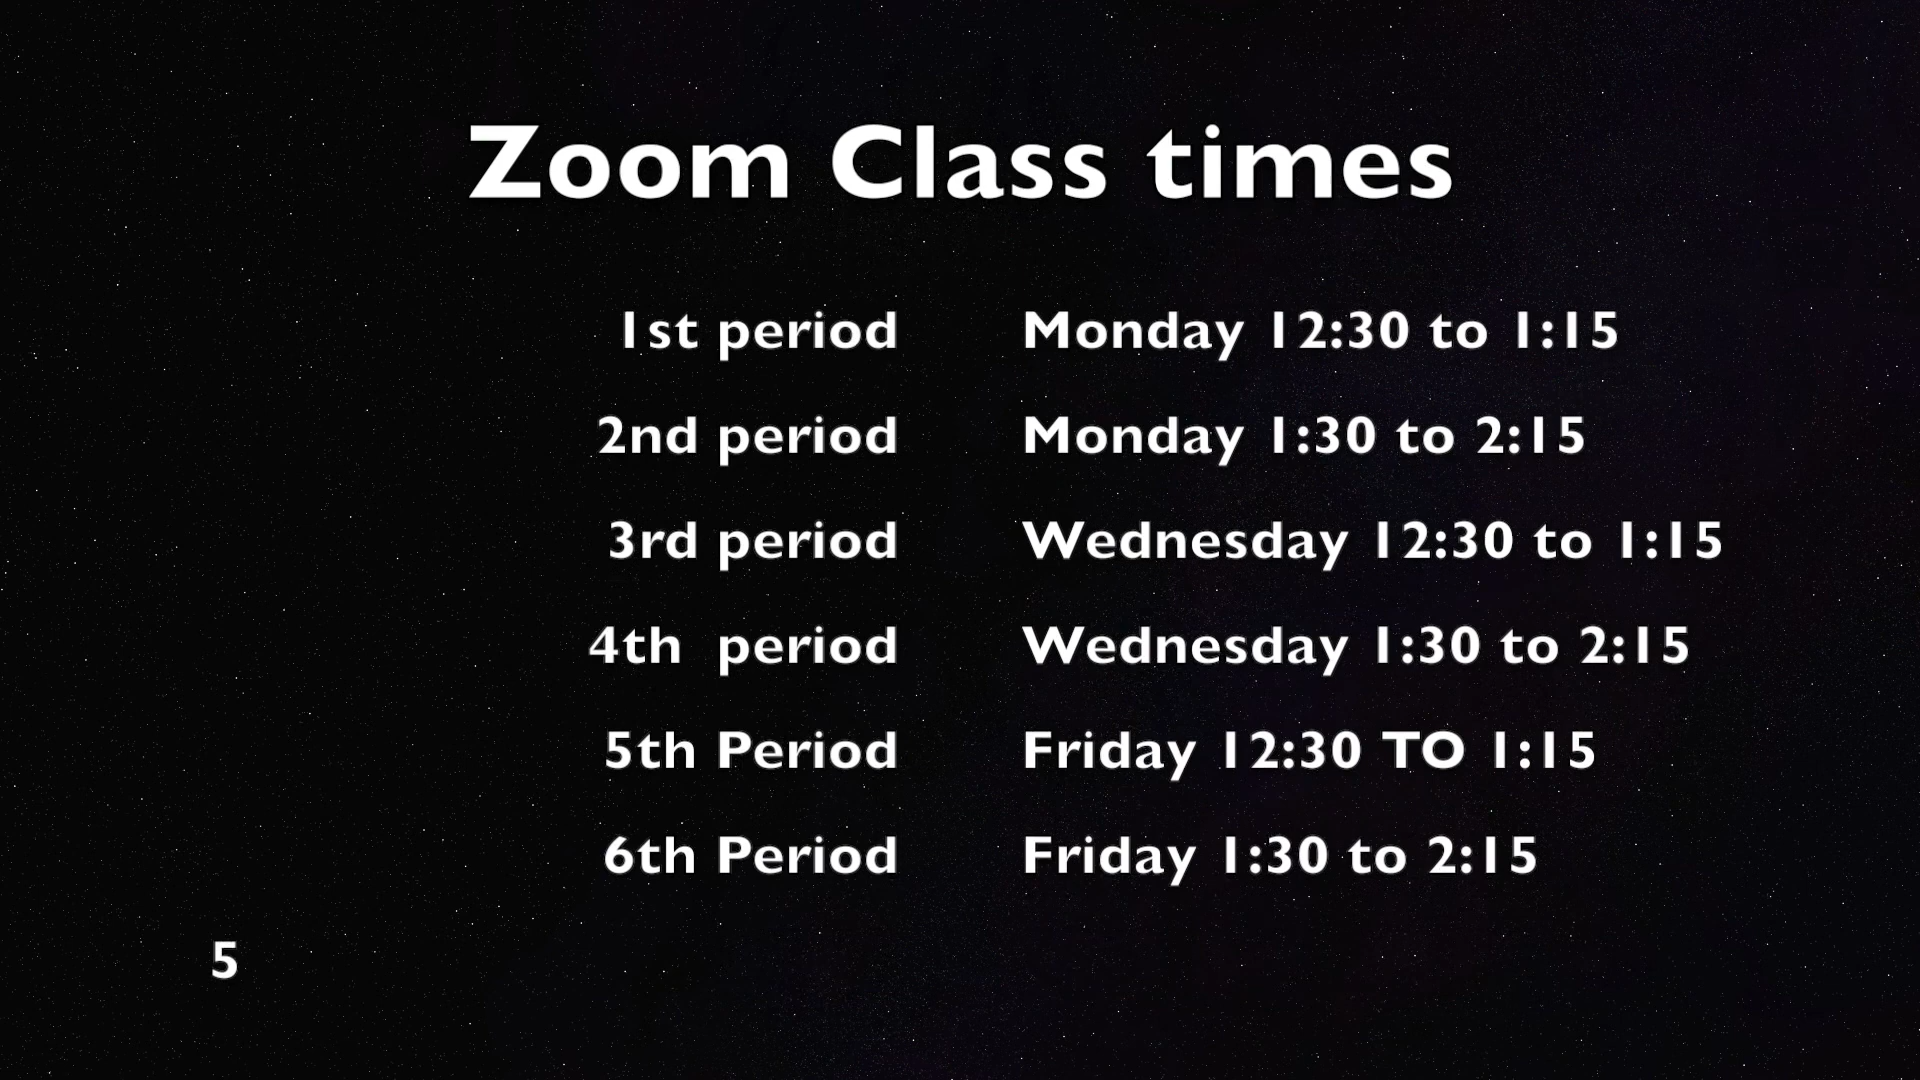 Zoom Class times
1st period Monday 12:30 to 1:15
2nd period Monday 1:30 to 2:15
3rd period Wednesday 12:30 to 1:15
4th  period Wednesday 1:30 to 2:15
5th Period Friday 12:30 TO 1:15
6th Period Friday 1:30 to 2:15
5